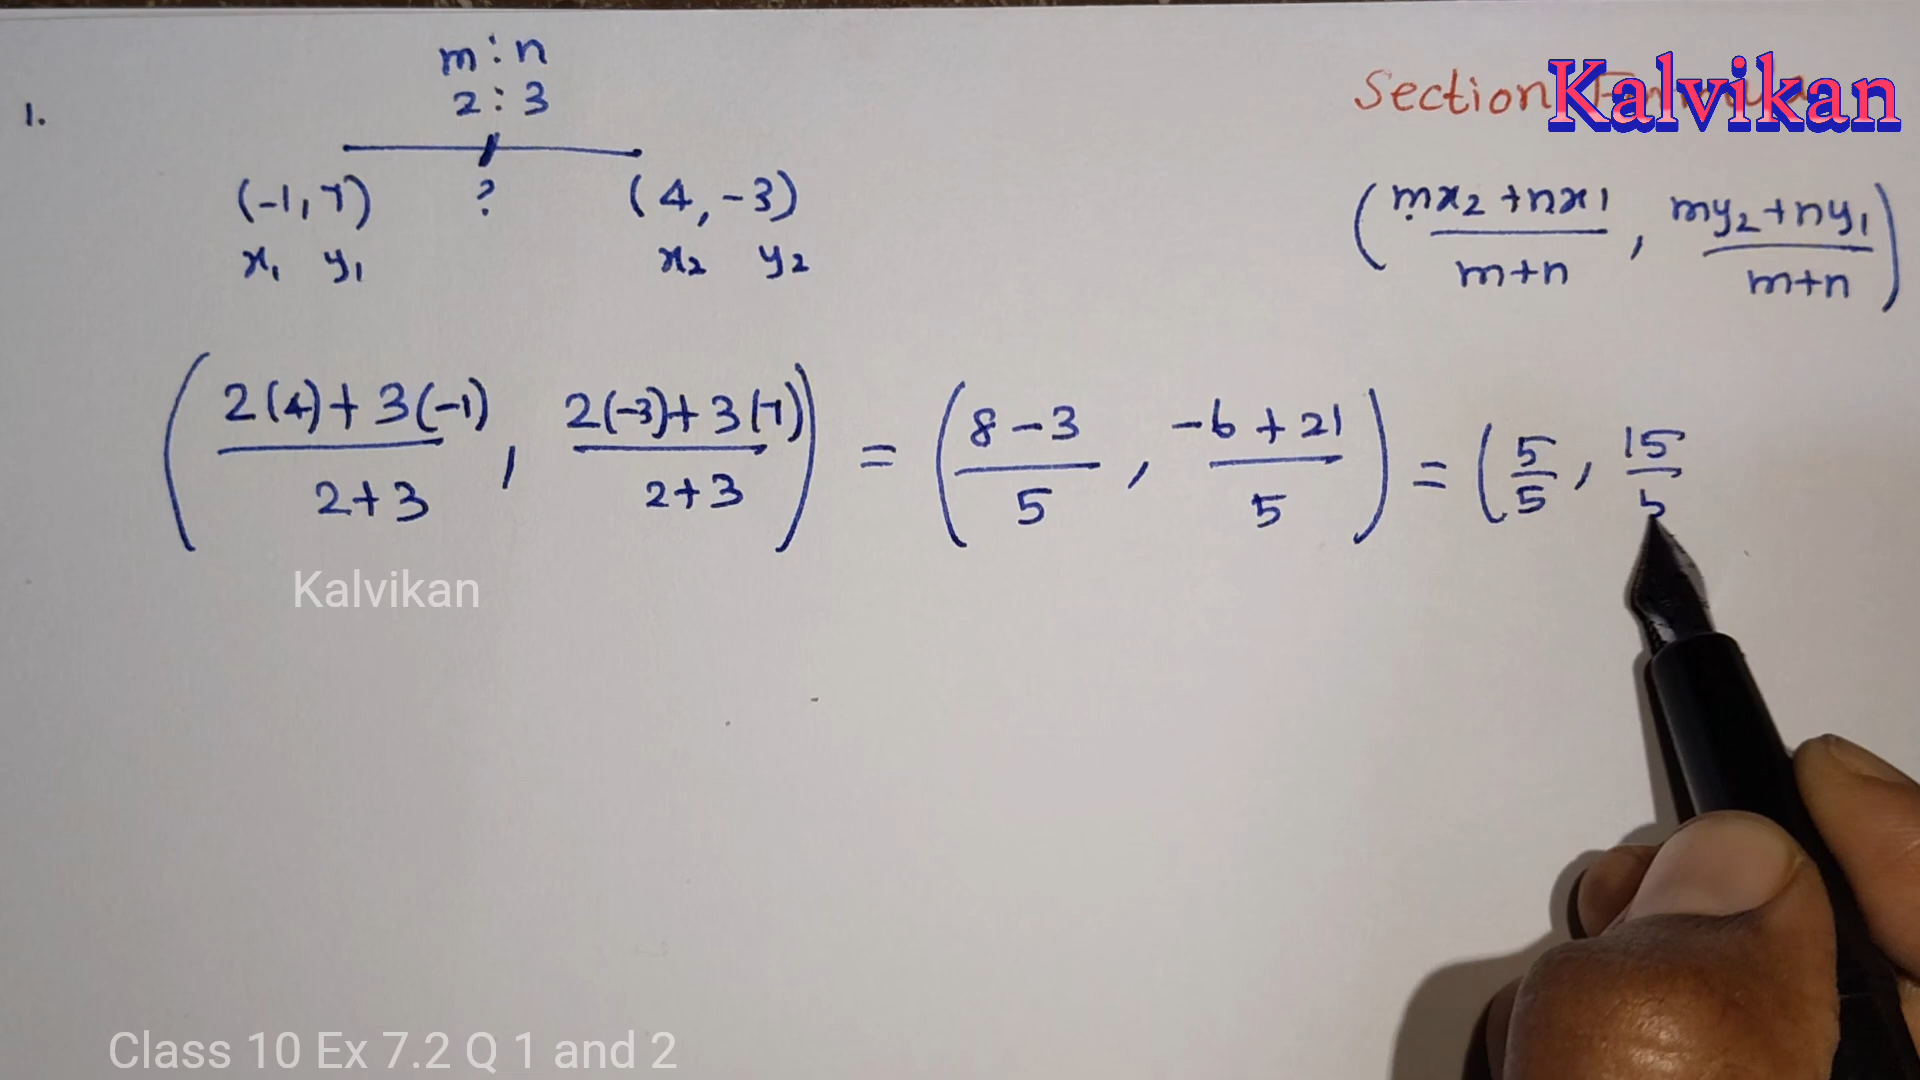 m : n
1. 2 : 3
Section Kalvikan
(-1, 7) ? (4, -3)
x₁ y₁ x₂ y₂
(mx₂ + nx₁ / m+n , my₂ + ny₁ / m+n)
(2(4) + 3(-1) / 2+3 , 2(-3) + 3(7) / 2+3) = (8 - 3 / 5 , -6 + 21 / 5) = (5/5 , 15/5
Kalvikan
Class 10 Ex 7.2 Q 1 and 2